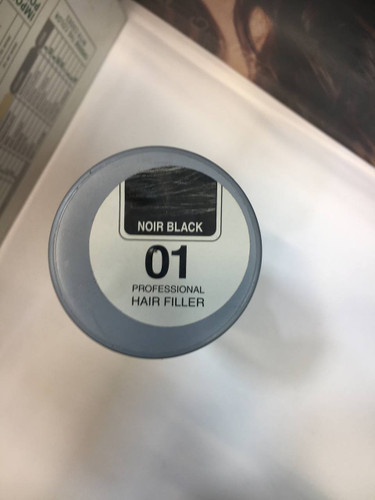 NOIR BLACK
01
PROFESSIONAL
HAIR FILLER